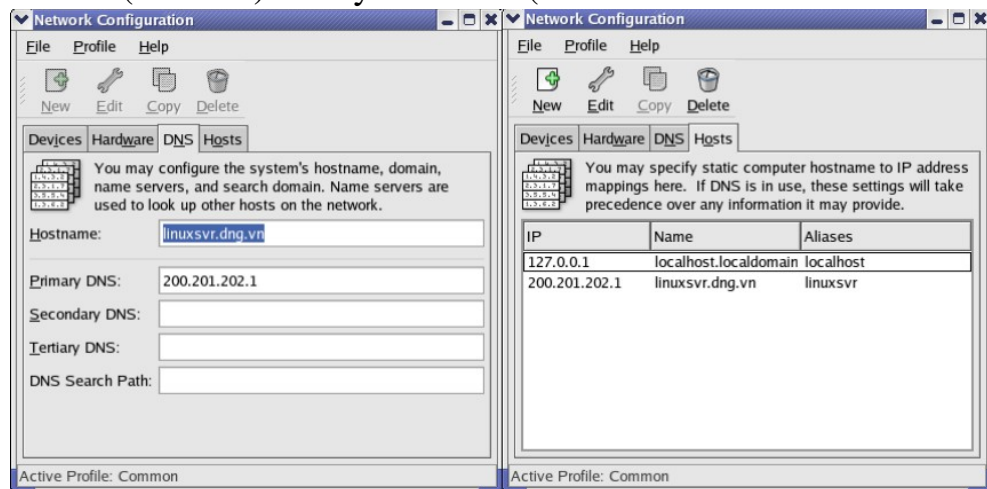 Network Configuration
File Profile Help
New Edit Copy Delete
Devices Hardware DNS Hosts
You may configure the system's hostname, domain,
name servers, and search domain. Name servers are
used to look up other hosts on the network.
Hostname: linuxsvr.dng.vn
Primary DNS: 200.201.202.1
Secondary DNS:
Tertiary DNS:
DNS Search Path:
Active Profile: Common
Network Configuration
File Profile Help
New Edit Copy Delete
Devices Hardware DNS Hosts
You may specify static computer hostname to IP address
mappings here. If DNS is in use, these settings will take
precedence over any information it may provide.
IP Name Aliases
127.0.0.1 localhost.localdomain localhost
200.201.202.1 linuxsvr.dng.vn linuxsvr
Active Profile: Common